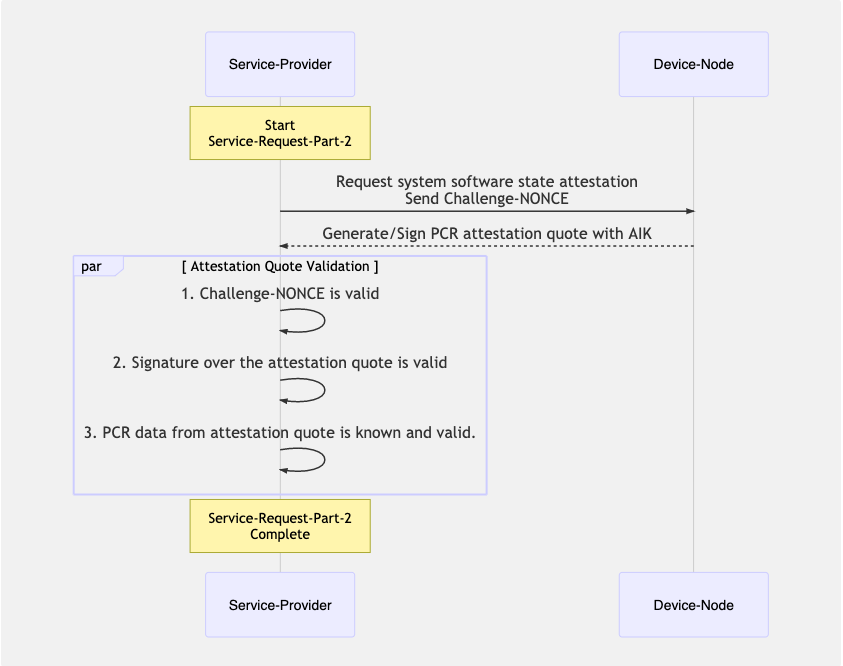 Service-Provider
Device-Node
Start
Service-Request-Part-2
Request system software state attestation
Send Challenge-NONCE
Generate/Sign PCR attestation quote with AIK
par
[ Attestation Quote Validation ]
1. Challenge-NONCE is valid
2. Signature over the attestation quote is valid
3. PCR data from attestation quote is known and valid.
Service-Request-Part-2
Complete
Service-Provider
Device-Node